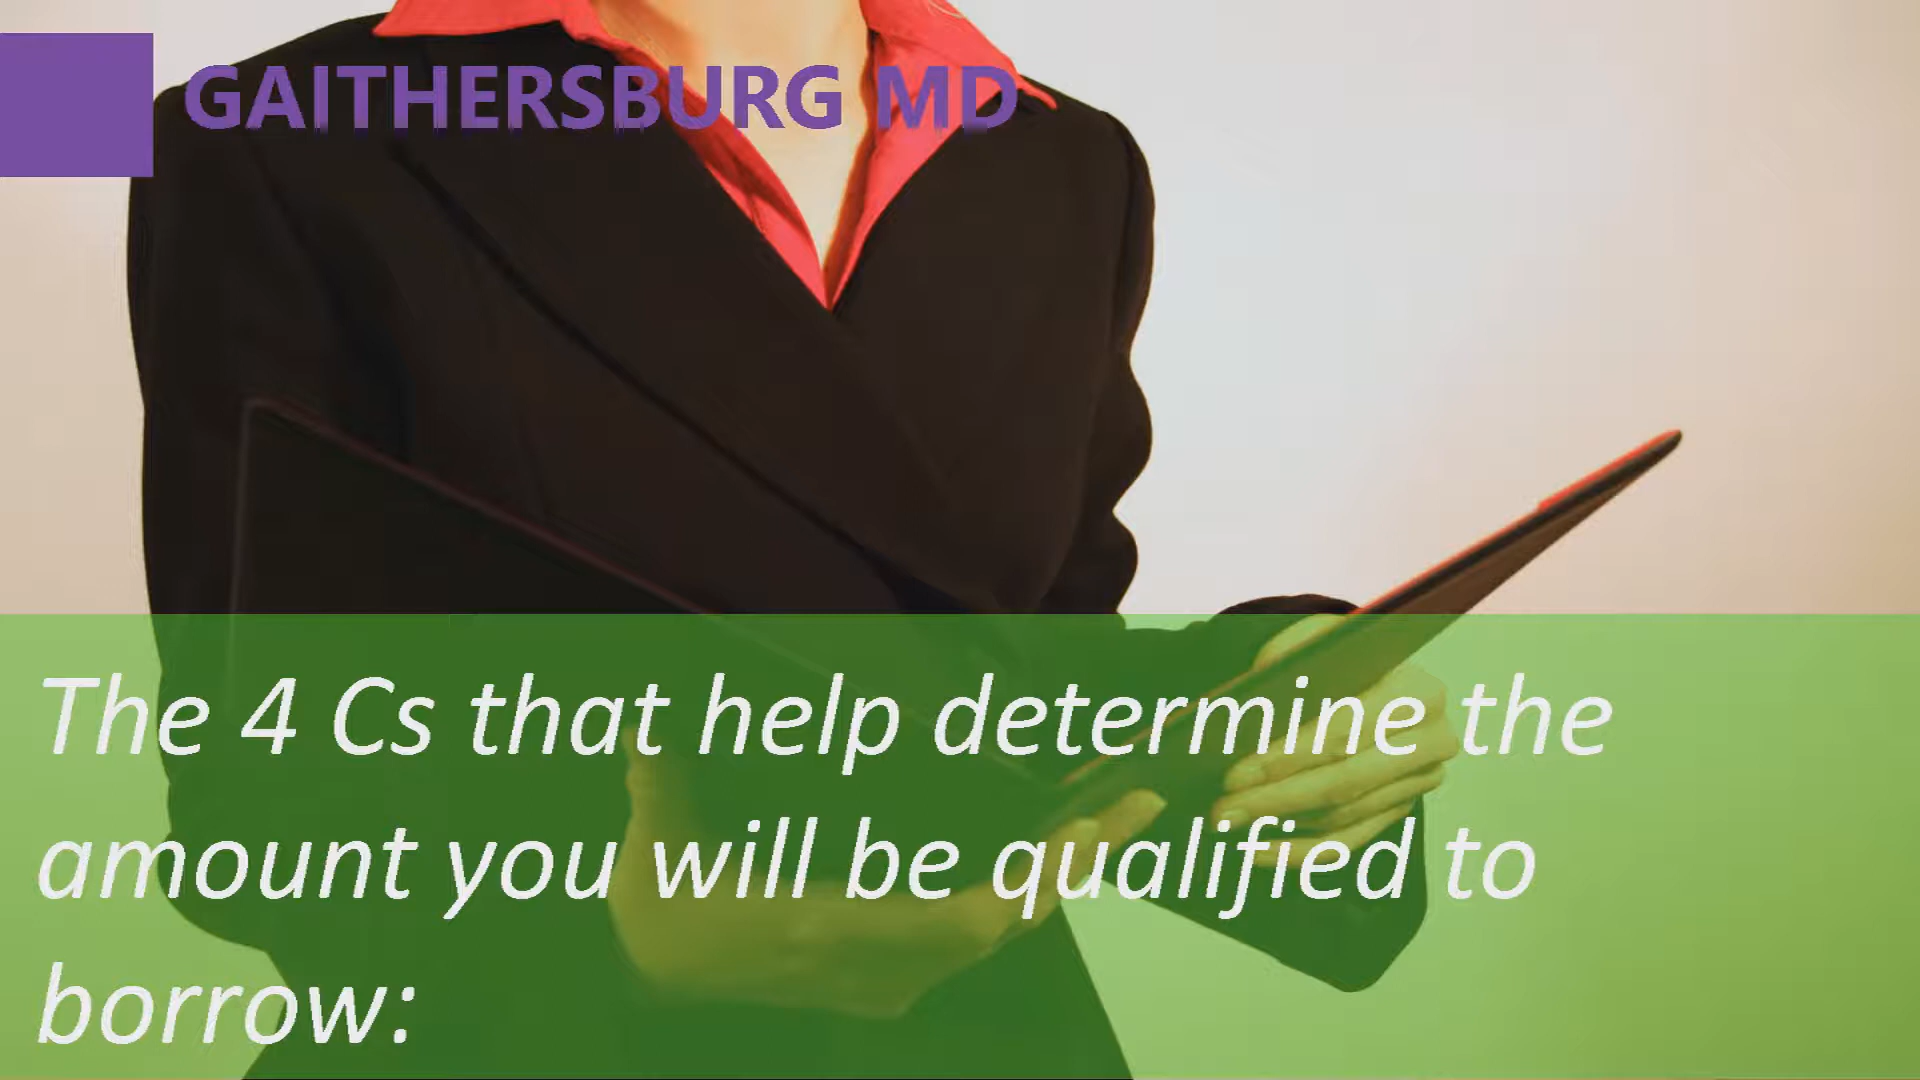 GAITHERSBURG MD
The 4 Cs that help determine the
amount you will be qualified to
borrow: